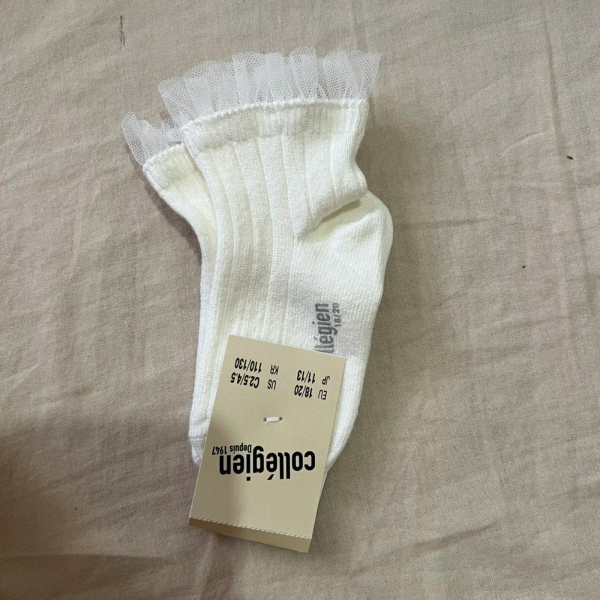 collégien
Depuis 1947
EU 18/20 US C2.5/4.5
JP 11/13 KR 110/130
llégien
18/20